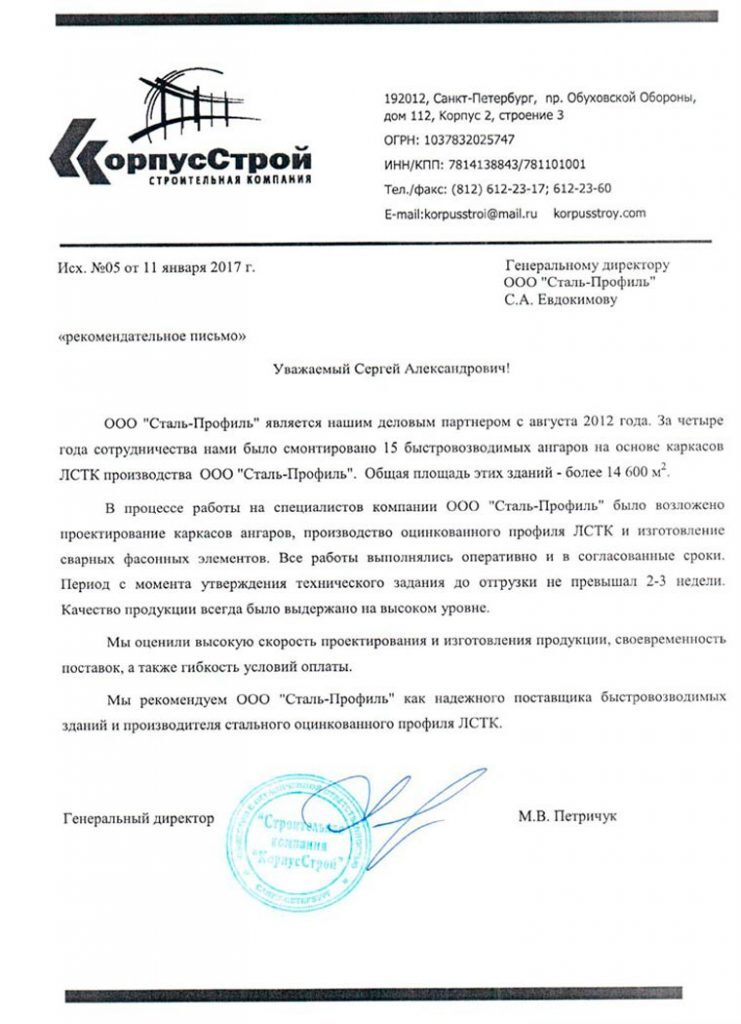 КорпусСтрой
СТРОИТЕЛЬНАЯ КОМПАНИЯ
192012, Санкт-Петербург, пр. Обуховской Обороны,
дом 112, Корпус 2, строение 3
ОГРН: 1037832025747
ИНН/КПП: 7814138843/781101001
Тел./факс: (812) 612-23-17; 612-23-60
E-mail:korpusstroi@mail.ru korpusstroy.com
Исх. №05 от 11 января 2017 г.
Генеральному директору
ООО "Сталь-Профиль"
С.А. Евдокимову
«рекомендательное письмо»
Уважаемый Сергей Александрович!
ООО "Сталь-Профиль" является нашим деловым партнером с августа 2012 года. За четыре
года сотрудничества нами было смонтировано 15 быстровозводимых ангаров на основе каркасов
ЛСТК производства ООО "Сталь-Профиль". Общая площадь этих зданий - более 14 600 м².
В процессе работы на специалистов компании ООО "Сталь-Профиль" было возложено
проектирование каркасов ангаров, производство оцинкованного профиля ЛСТК и изготовление
сварных фасонных элементов. Все работы выполнялись оперативно и в согласованные сроки.
Период с момента утверждения технического задания до отгрузки не превышал 2-3 недели.
Качество продукции всегда было выдержано на высоком уровне.
Мы оценили высокую скорость проектирования и изготовления продукции, своевременность
поставок, а также гибкость условий оплаты.
Мы рекомендуем ООО "Сталь-Профиль" как надежного поставщика быстровозводимых
зданий и производителя стального оцинкованного профиля ЛСТК.
Генеральный директор
М.В. Петричук
"Строительная
компания
"КорпусСтрой"
САНКТ-ПЕТЕРБУРГ